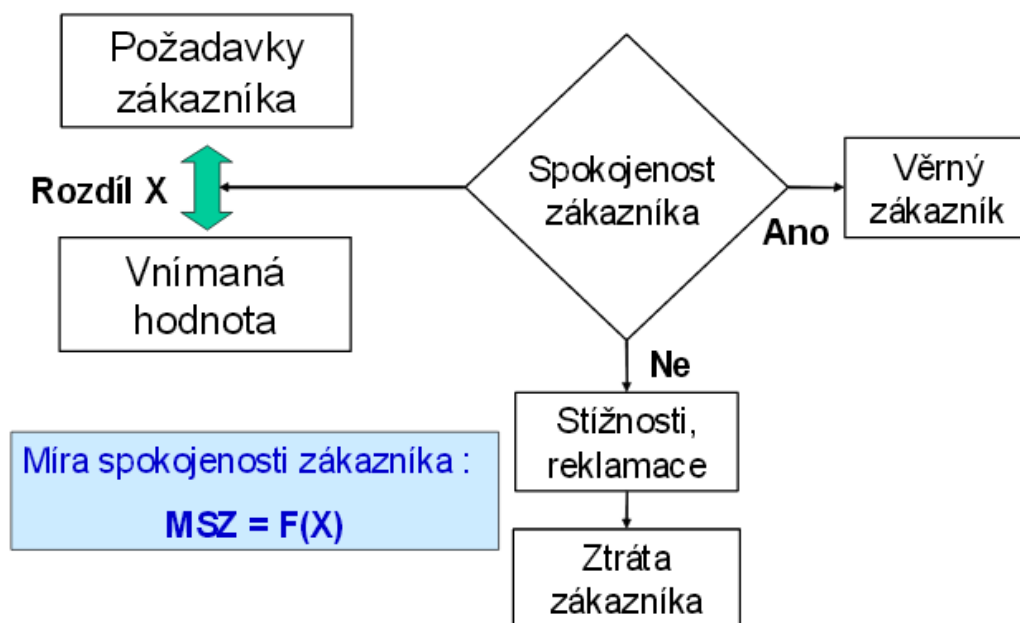 Požadavky
zákazníka
Rozdíl X
Vnímaná
hodnota
Spokojenost
zákazníka
Ano
Věrný
zákazník
Ne
Stížnosti,
reklamace
Ztráta
zákazníka
Míra spokojenosti zákazníka :
MSZ = F(X)